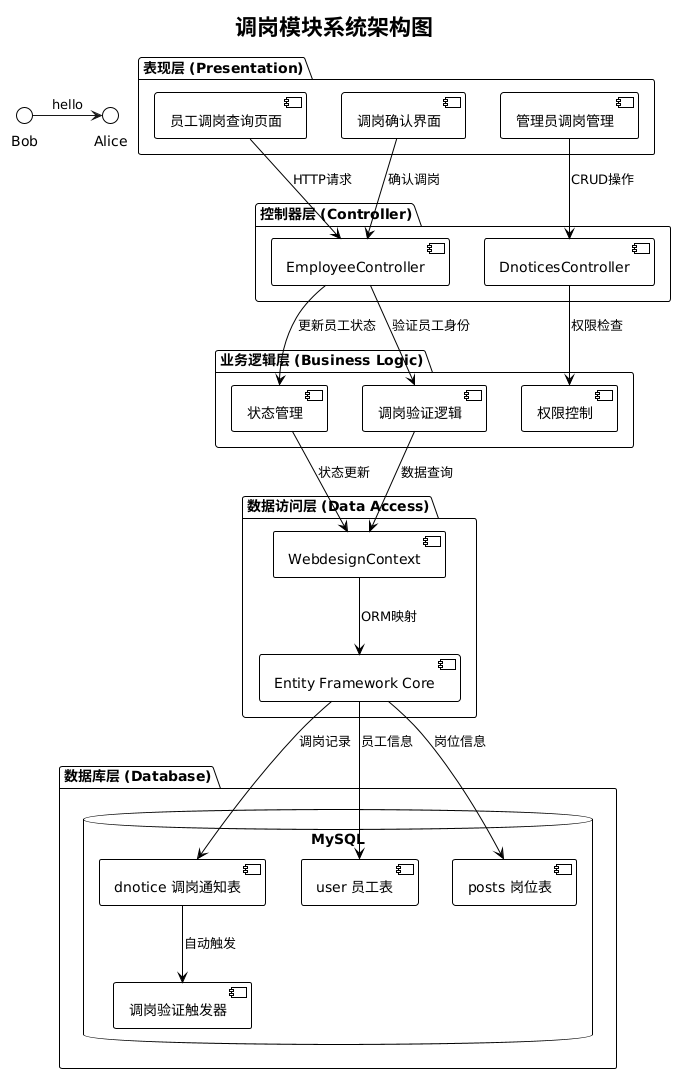 调岗模块系统架构图
表现层 (Presentation)
hello
Bob
Alice
员工调岗查询页面
调岗确认界面
管理员调岗管理
HTTP请求
确认调岗
CRUD操作
控制器层 (Controller)
EmployeeController
DnoticesController
更新员工状态
验证员工身份
权限检查
业务逻辑层 (Business Logic)
状态管理
调岗验证逻辑
权限控制
状态更新
数据查询
数据访问层 (Data Access)
WebdesignContext
ORM映射
Entity Framework Core
调岗记录
员工信息
岗位信息
数据库层 (Database)
MySQL
dnotice 调岗通知表
user 员工表
posts 岗位表
自动触发
调岗验证触发器